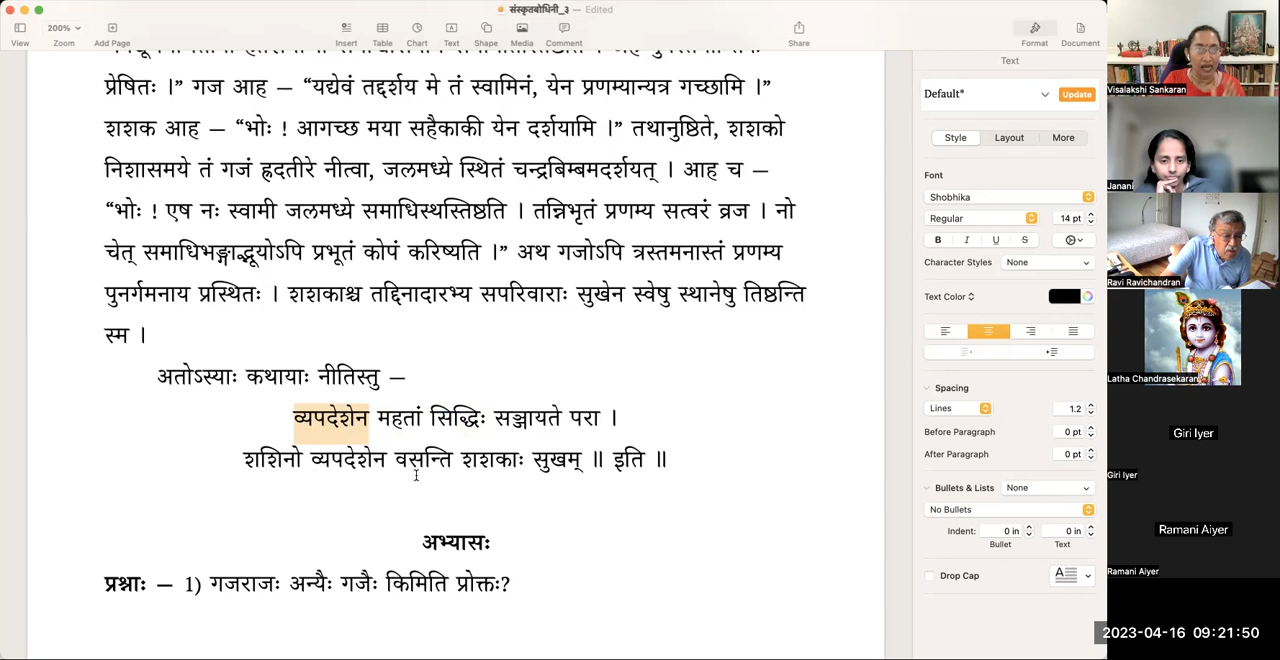 संस्कृतबोधिनी_३ — Edited
View
200%
Zoom
Add Page
Insert
Table
Chart
Text
Shape
Media
Comment
Share
Format
Document
प्रेषितः ।” गज आह — “यद्येवं तद्दर्शय मे तं स्वामिनं, येन प्रणम्यान्यत्र गच्छामि ।”
शशक आह — “भोः ! आगच्छ मया सहैकाकी येन दर्शयामि ।” तथानुष्ठिते, शशको
निशासमये तं गजं ह्रदतीरे नीत्वा, जलमध्ये स्थितं चन्द्रबिम्बमदर्शयत् । आह च —
“भोः ! एष नः स्वामी जलमध्ये समाधिस्थस्तिष्ठति । तन्निभृतं प्रणम्य सत्वरं व्रज । नो
चेत् समाधिभङ्गाद्भूयोऽपि प्रभूतं कोपं करिष्यति ।” अथ गजोऽपि त्रस्तमनास्तं प्रणम्य
पुनर्गमनाय प्रस्थितः । शशकाश्च तद्दिनादारभ्य सपरिवाराः सुखेन स्वेषु स्थानेषु तिष्ठन्ति
स्म ।
अतोऽस्याः कथायाः नीतिस्तु —
व्यपदेशेन महतां सिद्धिः सञ्जायते परा ।
शशिनो व्यपदेशेन वसन्ति शशकाः सुखम् ॥ इति ॥
अभ्यासः
प्रश्नाः — 1) गजराजः अन्यैः गजैः किमिति प्रोक्तः?
Text
Default*
Update
Style
Layout
More
Font
Shobhika
Regular
14 pt
B I U S
Character Styles
None
Text Color
Spacing
Lines
1.2
Before Paragraph
0 pt
After Paragraph
0 pt
Bullets & Lists
None
No Bullets
Indent:
0 in
0 in
Bullet
Text
Drop Cap
Visalakshi Sankaran
Janani
Ravi Ravichandran
Latha Chandrasekaran
Giri Iyer
Giri Iyer
Ramani Aiyer
Ramani Aiyer
2023-04-16 09:21:50